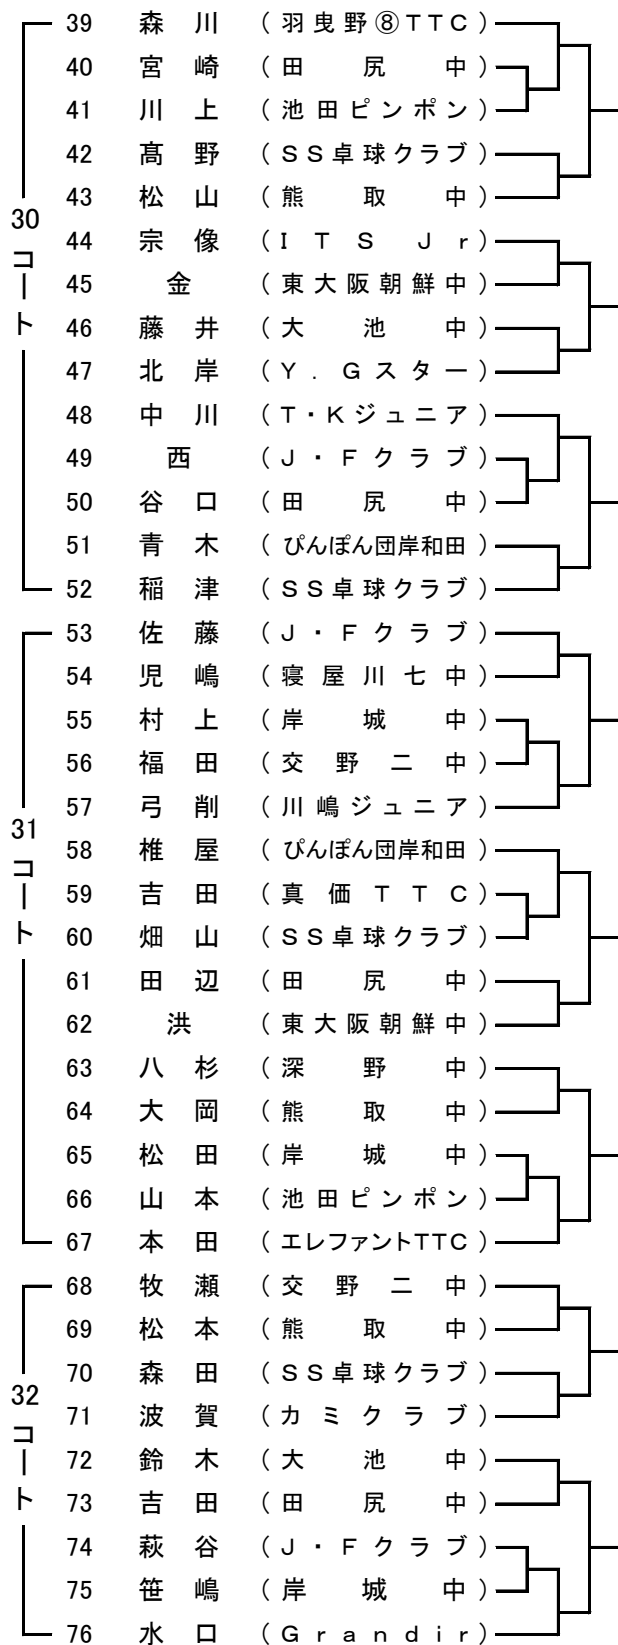 39 森川 (羽曳野⑧TTC)
40 宮崎 (田尻中)
41 川上 (池田ピンポン)
42 髙野 (SS卓球クラブ)
43 松山 (熊取中)
30コート
44 宗像 (ITS Jr)
45 金 (東大阪朝鮮中)
46 藤井 (大池中)
47 北岸 (Y.Gスター)
48 中川 (T・Kジュニア)
49 西 (J・Fクラブ)
50 谷口 (田尻中)
51 青木 (ぴんぽん団岸和田)
52 稲津 (SS卓球クラブ)
53 佐藤 (J・Fクラブ)
54 児嶋 (寝屋川七中)
55 村上 (岸城中)
56 福田 (交野二中)
57 弓削 (川嶋ジュニア)
31コート
58 椎屋 (ぴんぽん団岸和田)
59 吉田 (真価TTC)
60 畑山 (SS卓球クラブ)
61 田辺 (田尻中)
62 洪 (東大阪朝鮮中)
63 八杉 (深野中)
64 大岡 (熊取中)
65 松田 (岸城中)
66 山本 (池田ピンポン)
67 本田 (エレファントTTC)
68 牧瀬 (交野二中)
69 松本 (熊取中)
70 森田 (SS卓球クラブ)
32コート
71 波賀 (カミクラブ)
72 鈴木 (大池中)
73 吉田 (田尻中)
74 萩谷 (J・Fクラブ)
75 笹嶋 (岸城中)
76 水口 (Grandir)